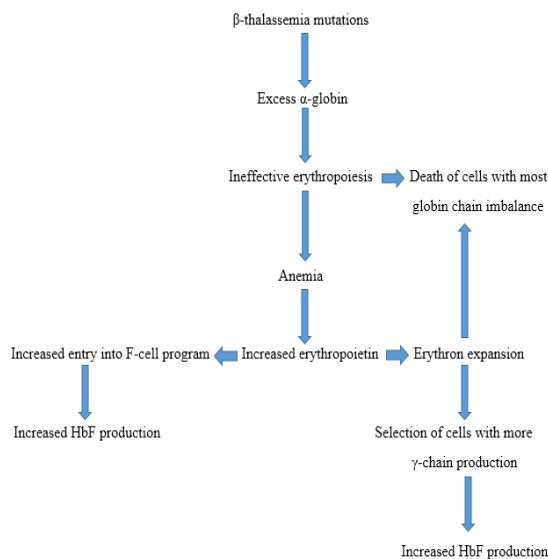 β-thalassemia mutations
Excess α-globin
Ineffective erythropoiesis
Death of cells with most
globin chain imbalance
Anemia
Increased entry into F-cell program
Increased erythropoietin
Erythron expansion
Increased HbF production
Selection of cells with more
γ-chain production
Increased HbF production